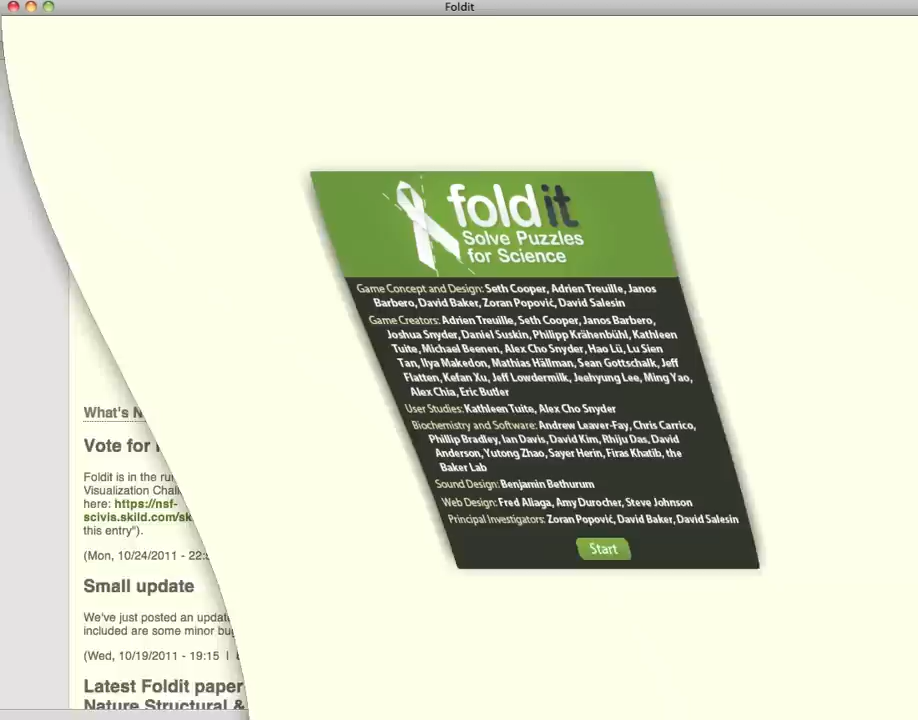 Foldit
foldit
Solve Puzzles
for Science
Game Concept and Design: Seth Cooper, Adrien Treuille, Janos
Barbero, David Baker, Zoran Popović, David Salesin
Game Creators: Adrien Treuille, Seth Cooper, Janos Barbero,
Joshua Snyder, Daniel Suskin, Philipp Krähenbühl, Kathleen
Tuite, Michael Beenen, Alex Cho Snyder, Hao Lü, Lu Sien
Tan, Ilya Makedon, Mathias Hällman, Sean Gottschalk, Jeff
Flatten, Kefan Xu, Jeff Lowdermilk, Jeehyung Lee, Ming Yao,
Alex Chia, Eric Butler
User Studies: Kathleen Tuite, Alex Cho Snyder
Biochemistry and Software: Andrew Leaver-Fay, Chris Carrico,
Phillip Bradley, Ian Davis, David Kim, Rhiju Das, David
Anderson, Yutong Zhao, Sayer Herin, Firas Khatib, the
Baker Lab
Sound Design: Benjamin Bethurum
Web Design: Fred Aliaga, Amy Durocher, Steve Johnson
Principal Investigators: Zoran Popović, David Baker, David Salesin
Start
What's N
Vote for
Foldit is in the
Visualization
here: https://nsf-
scivis.skild.com/sk
this entry").
(Mon, 10/24/2011 - 22:
Small update
We've just posted an
included are some minor
(Wed, 10/19/2011 - 19:15 |
Latest Foldit paper
Nature Structural &